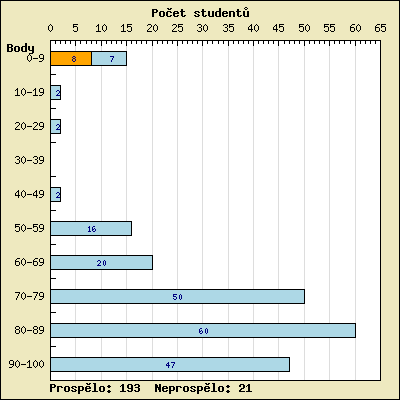 Počet studentů
0 5 10 15 20 25 30 35 40 45 50 55 60 65
Body
0-9 8 7
10-19 2
20-29 2
30-39
40-49 2
50-59 16
60-69 20
70-79 50
80-89 60
90-100 47
Prospělo: 193 Neprospělo: 21